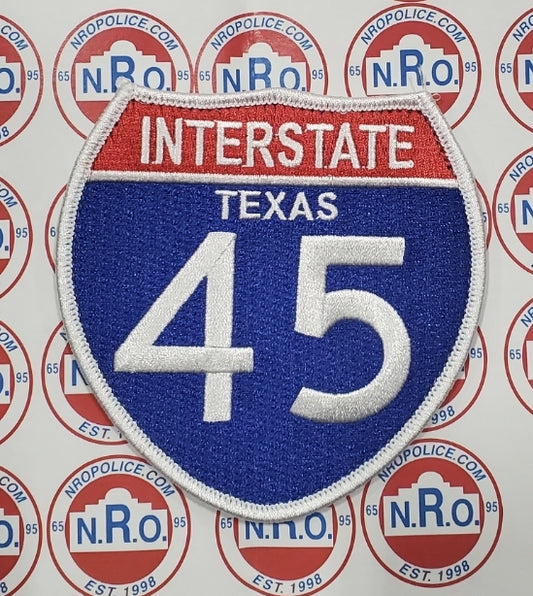 INTERSTATE
TEXAS
45
NROPOLICE.COM
65 N.R.O. 95
EST. 1998